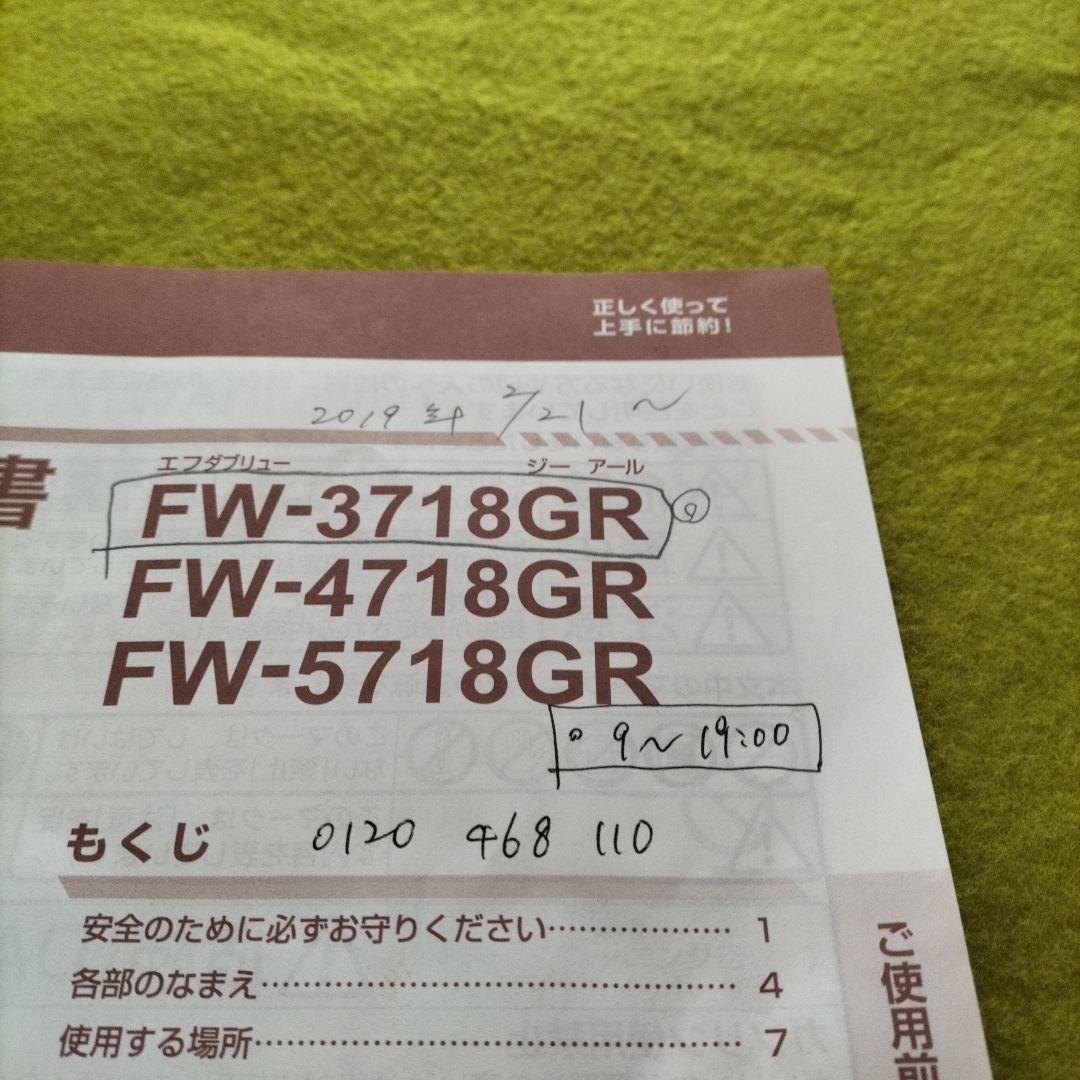 正しく使って
上手に節約!
2019年 2/21 ~
書
エフダブリュー ジー アール
FW-3718GR
FW-4718GR
FW-5718GR
9~19:00
もくじ 0120 468 110
安全のために必ずお守りください 1
各部のなまえ 4
使用する場所 7
ご使用前